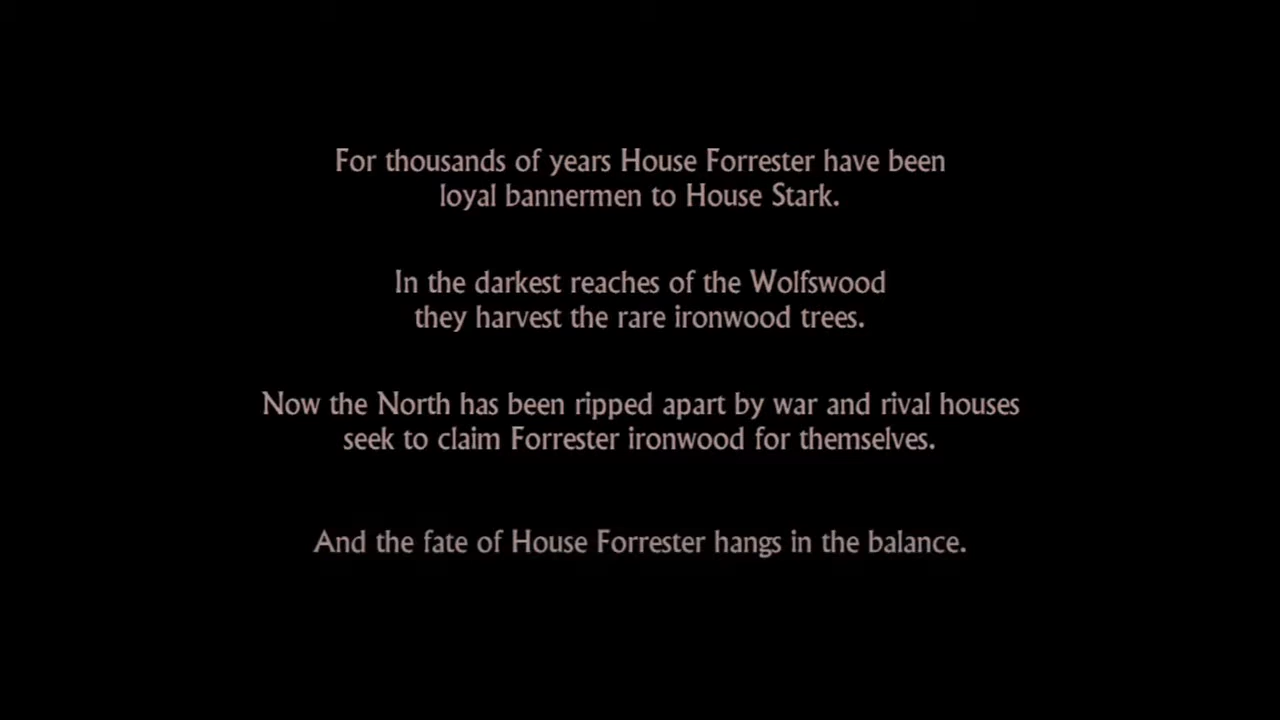 For thousands of years House Forrester have been
loyal bannermen to House Stark.
In the darkest reaches of the Wolfswood
they harvest the rare ironwood trees.
Now the North has been ripped apart by war and rival houses
seek to claim Forrester ironwood for themselves.
And the fate of House Forrester hangs in the balance.